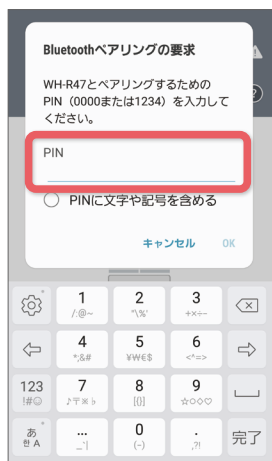 Bluetoothペアリングの要求
WH-R47とペアリングするための
PIN（0000または1234）を入力して
ください。
PIN
PINに文字や記号を含める
キャンセル OK
1 2 3
/:@~ "\%' +×÷-
4 5 6
*;&# ¥₩€$ ^<=>
123 7 8 9
!#☺ ♪〒※♭ [{}] ☆○◇♡
あ ... 0 . 完了
한 A _`| (~) ,?!